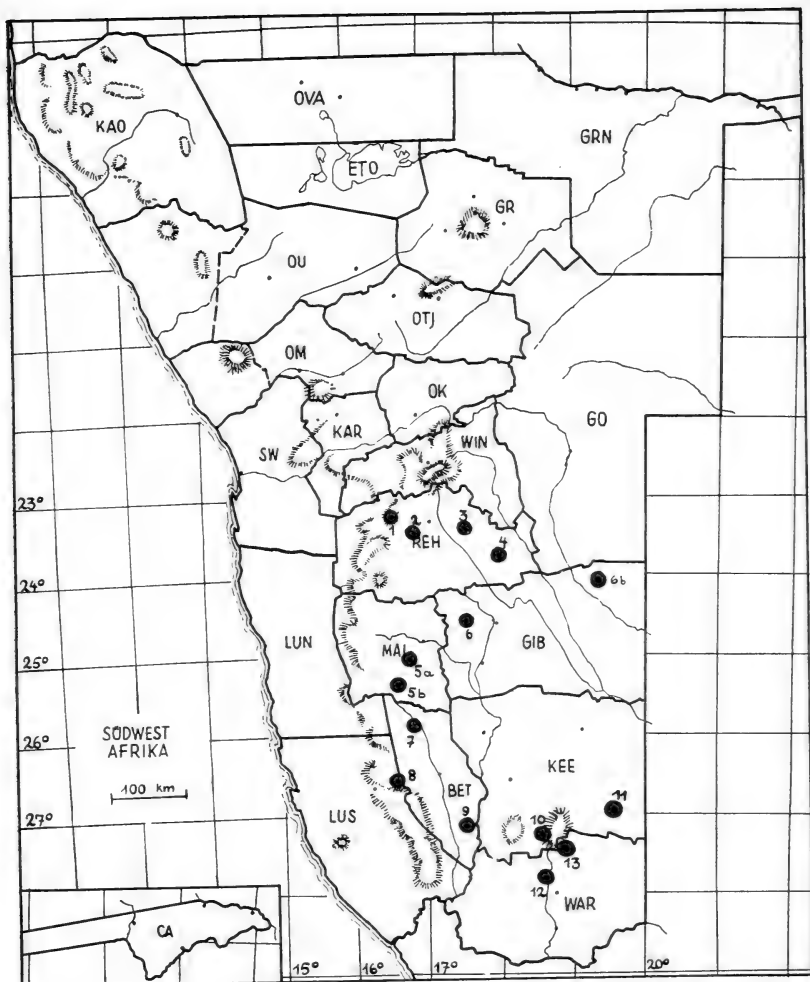 KAO
OVA
GRN
ETO
GR
OU
OTJ
OM
OK
GO
KAR
WIN
SW
23°
1 2 3
REH
4
24°
6b
6
LUN
MAL
GIB
25°
5a
5b
7
SÜDWEST
AFRIKA
26°
100 km
8
KEE
BET
11
LUS
9
10
27°
13
12
WAR
CA
15° 16° 17° 20°